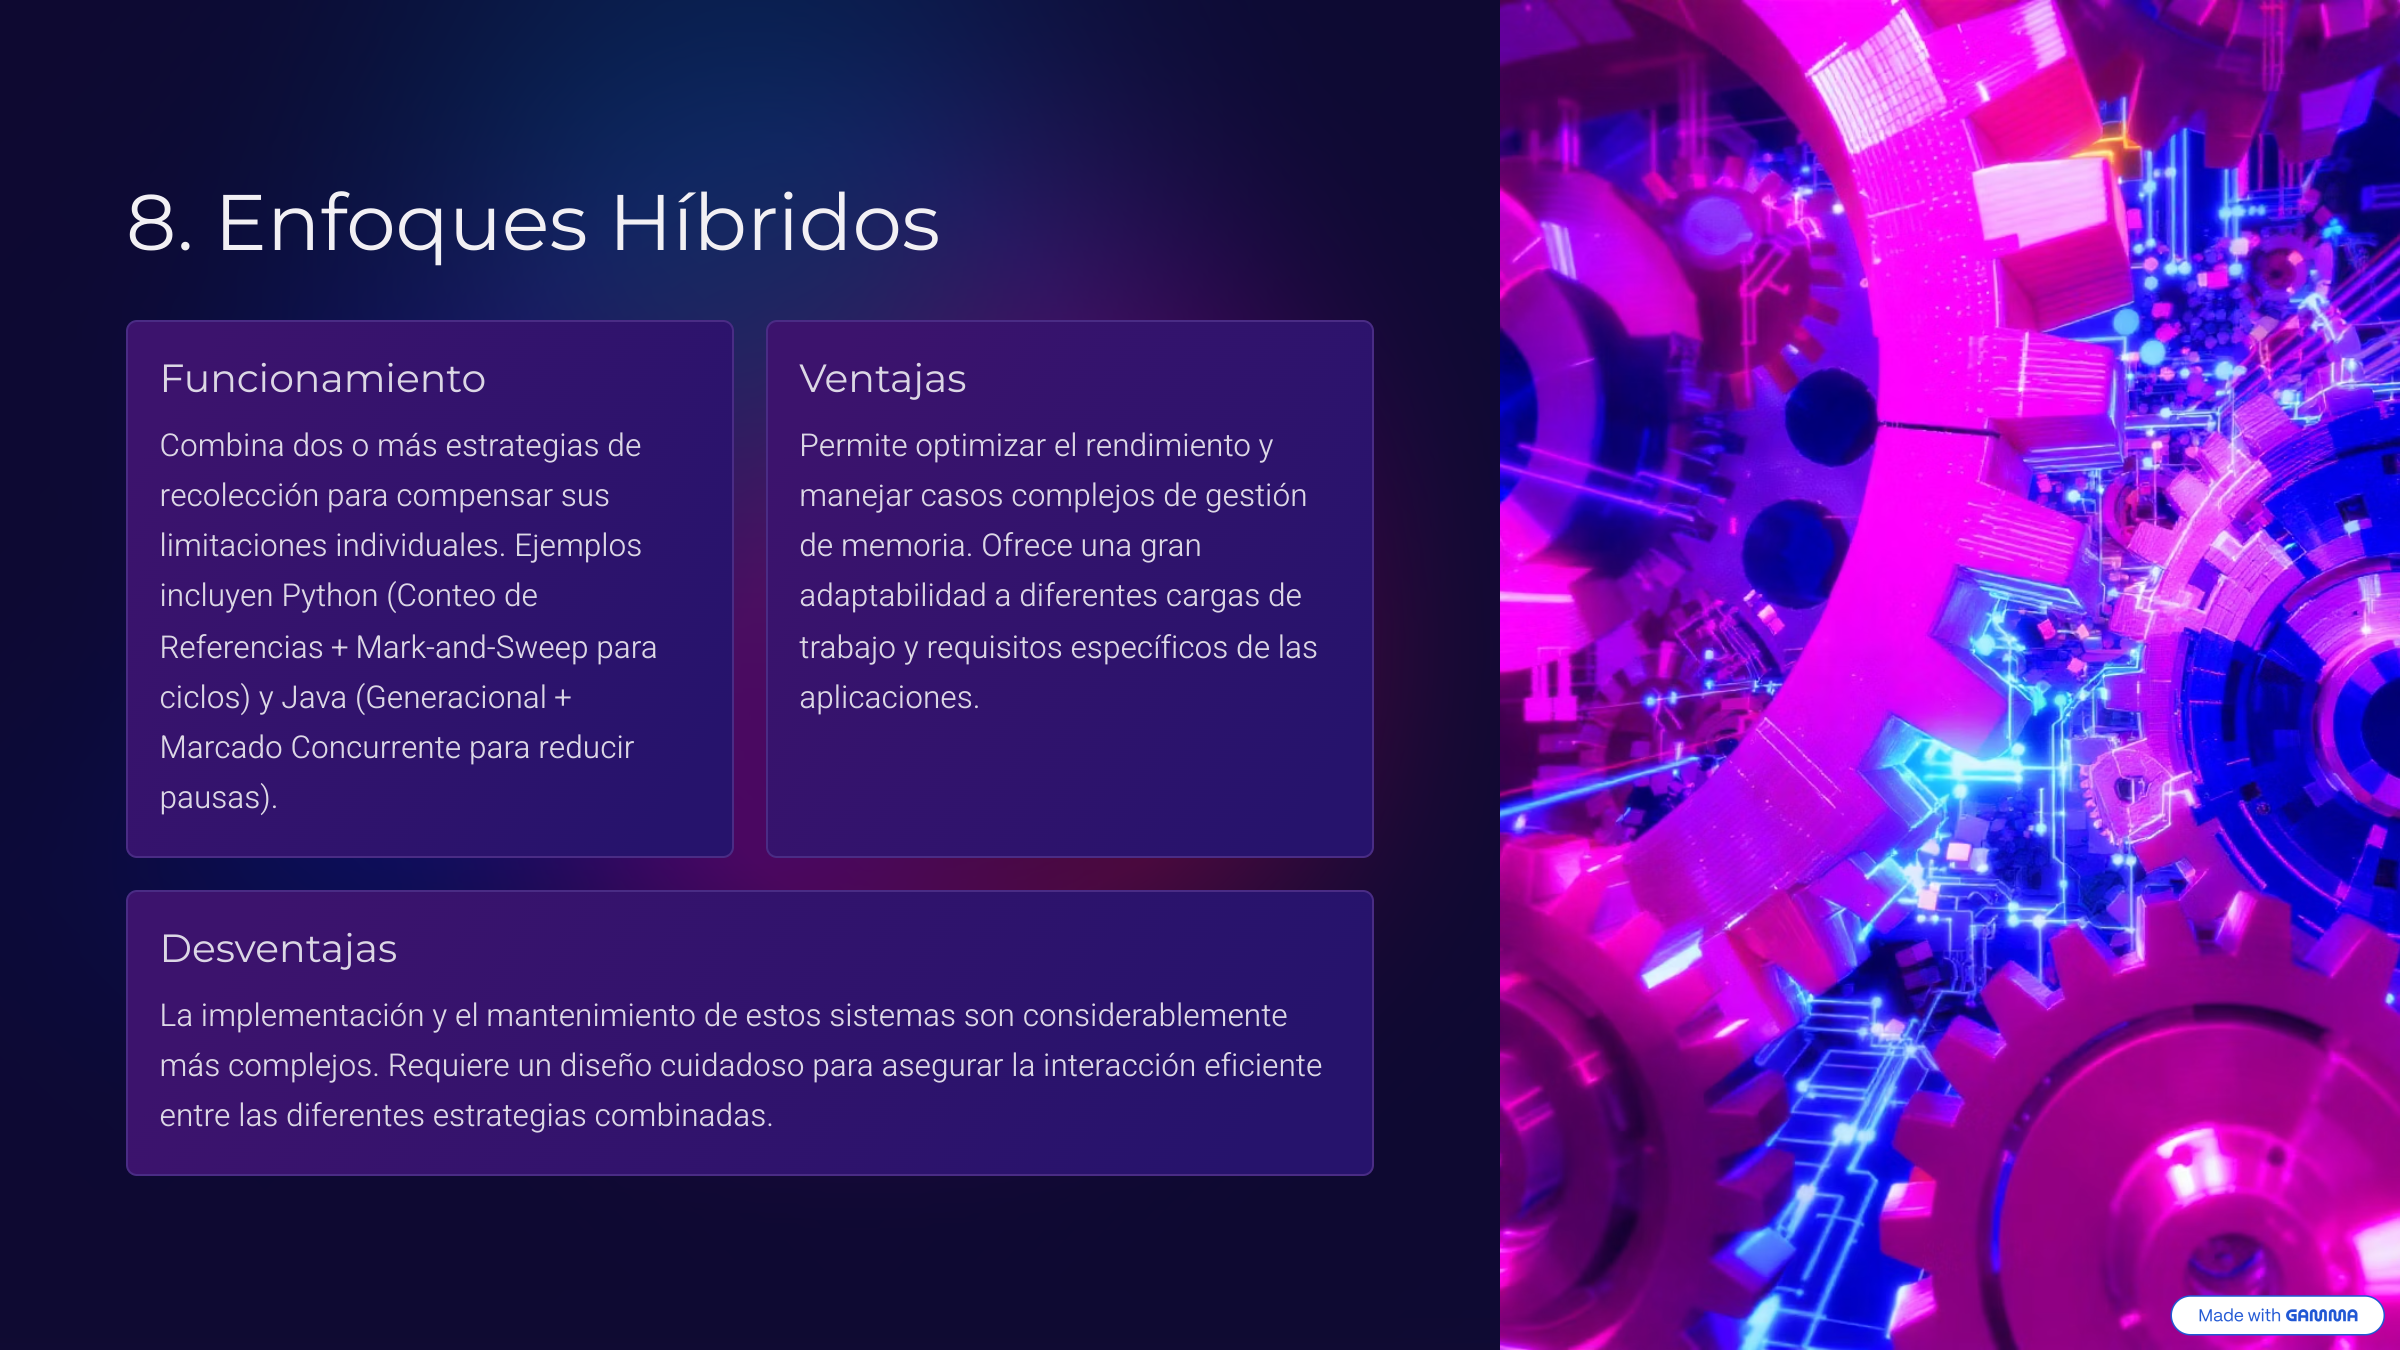 8. Enfoques Híbridos
Funcionamiento
Combina dos o más estrategias de
recolección para compensar sus
limitaciones individuales. Ejemplos
incluyen Python (Conteo de
Referencias + Mark-and-Sweep para
ciclos) y Java (Generacional +
Marcado Concurrente para reducir
pausas).
Ventajas
Permite optimizar el rendimiento y
manejar casos complejos de gestión
de memoria. Ofrece una gran
adaptabilidad a diferentes cargas de
trabajo y requisitos específicos de las
aplicaciones.
Desventajas
La implementación y el mantenimiento de estos sistemas son considerablemente
más complejos. Requiere un diseño cuidadoso para asegurar la interacción eficiente
entre las diferentes estrategias combinadas.
Made with GAMMA